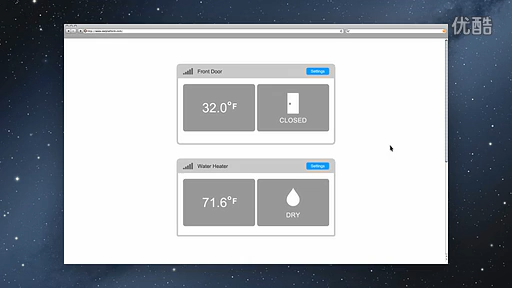 优酷
Front Door
Settings
32.0°F
CLOSED
Water Heater
Settings
71.6°F
DRY